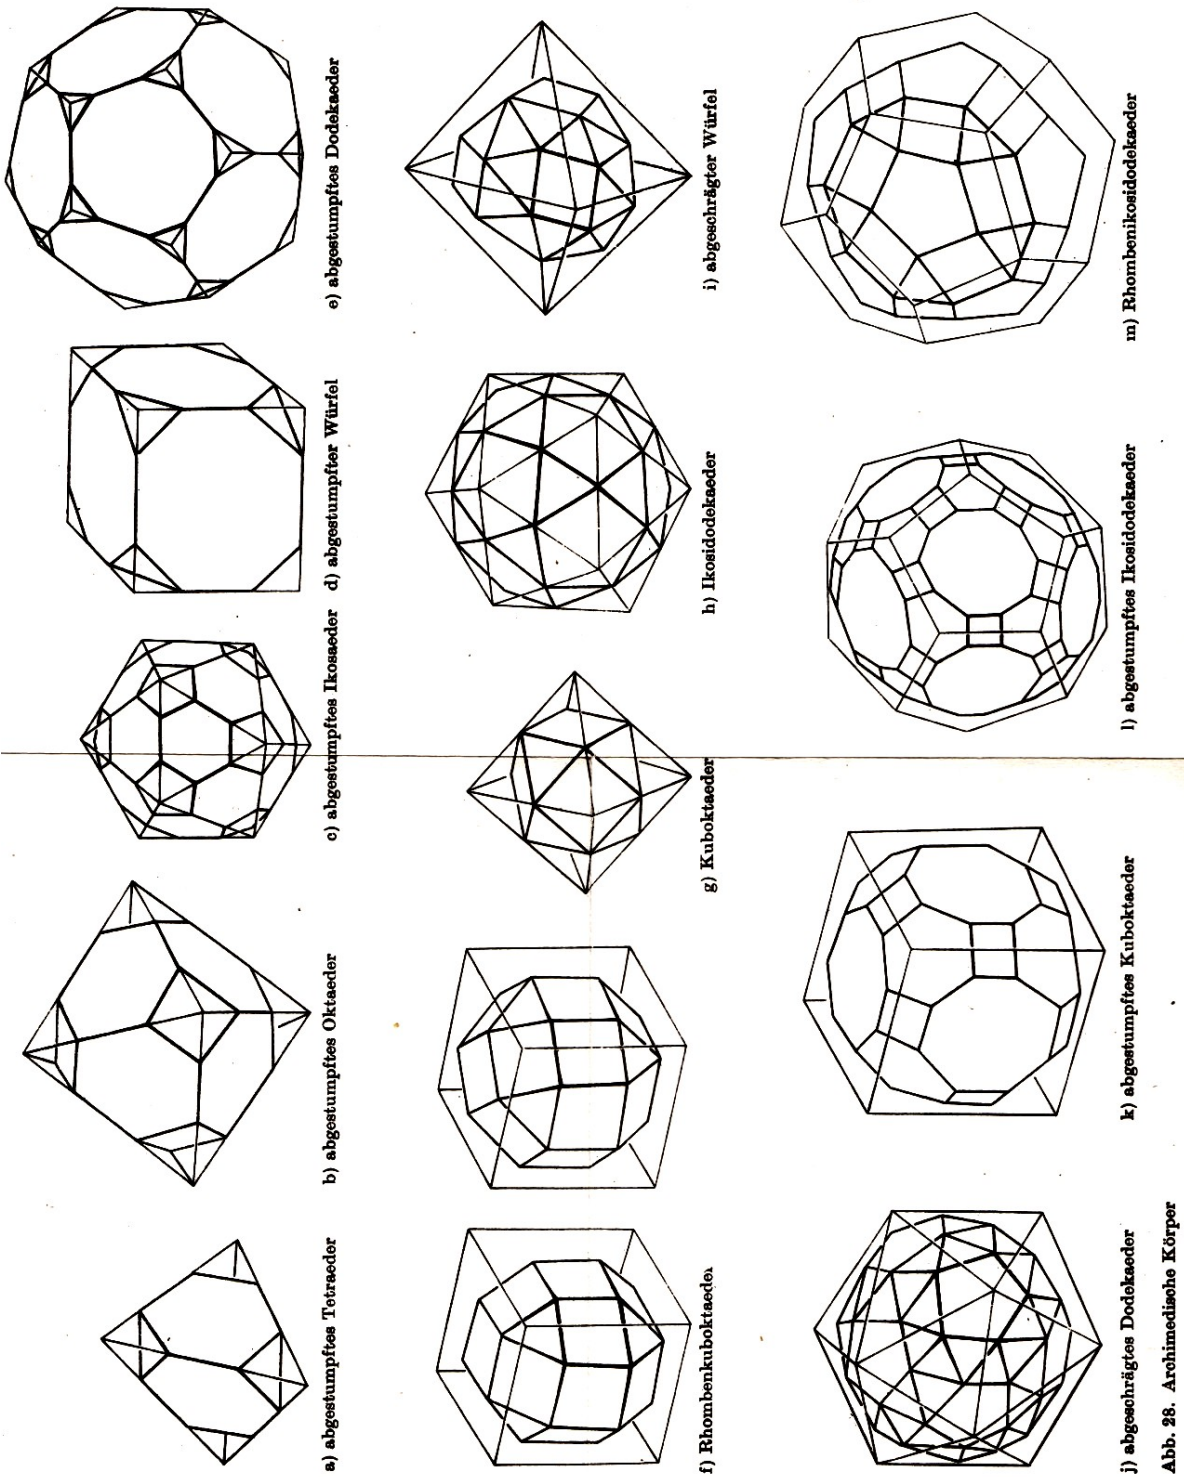 a) abgestumpftes Tetraeder
b) abgestumpftes Oktaeder
c) abgestumpftes Ikosaeder
d) abgestumpfter Würfel
e) abgestumpftes Dodekaeder
f) Rhombenkuboktaeder
g) Kuboktaeder
h) Ikosidodekaeder
i) abgeschrägter Würfel
j) abgeschrägtes Dodekaeder
k) abgestumpftes Kuboktaeder
l) abgestumpftes Ikosidodekaeder
m) Rhombenikosidodekaeder
Abb. 28. Archimedische Körper